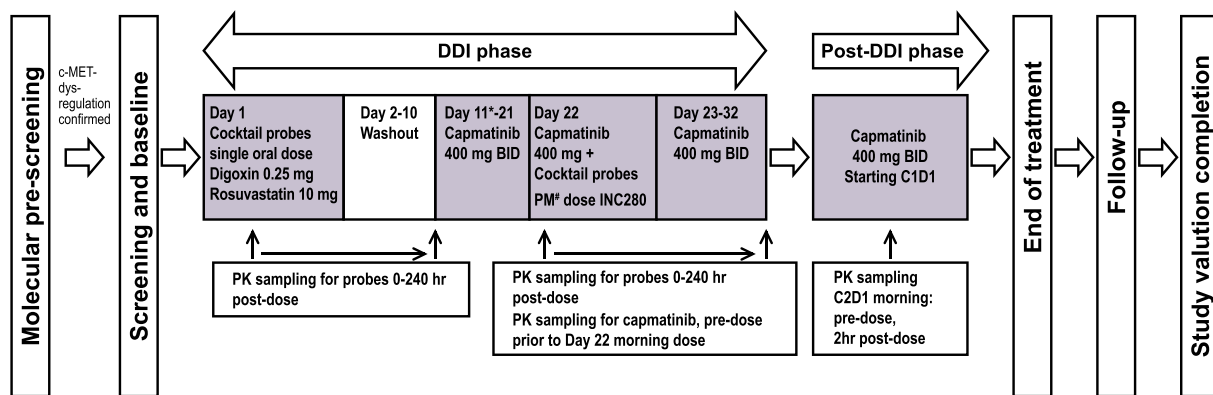 Molecular pre-screening
c-MET-
dys-
regulation
confirmed
Screening and baseline
DDI phase
Day 1
Cocktail probes
single oral dose
Digoxin 0.25 mg
Rosuvastatin 10 mg
Day 2-10
Washout
Day 11*-21
Capmatinib
400 mg BID
Day 22
Capmatinib
400 mg +
Cocktail probes
PM# dose INC280
Day 23-32
Capmatinib
400 mg BID
PK sampling for probes 0-240 hr
post-dose
PK sampling for probes 0-240 hr
post-dose
PK sampling for capmatinib, pre-dose
prior to Day 22 morning dose
Post-DDI phase
Capmatinib
400 mg BID
Starting C1D1
PK sampling
C2D1 morning:
pre-dose,
2hr post-dose
End of treatment
Follow-up
Study valution completion